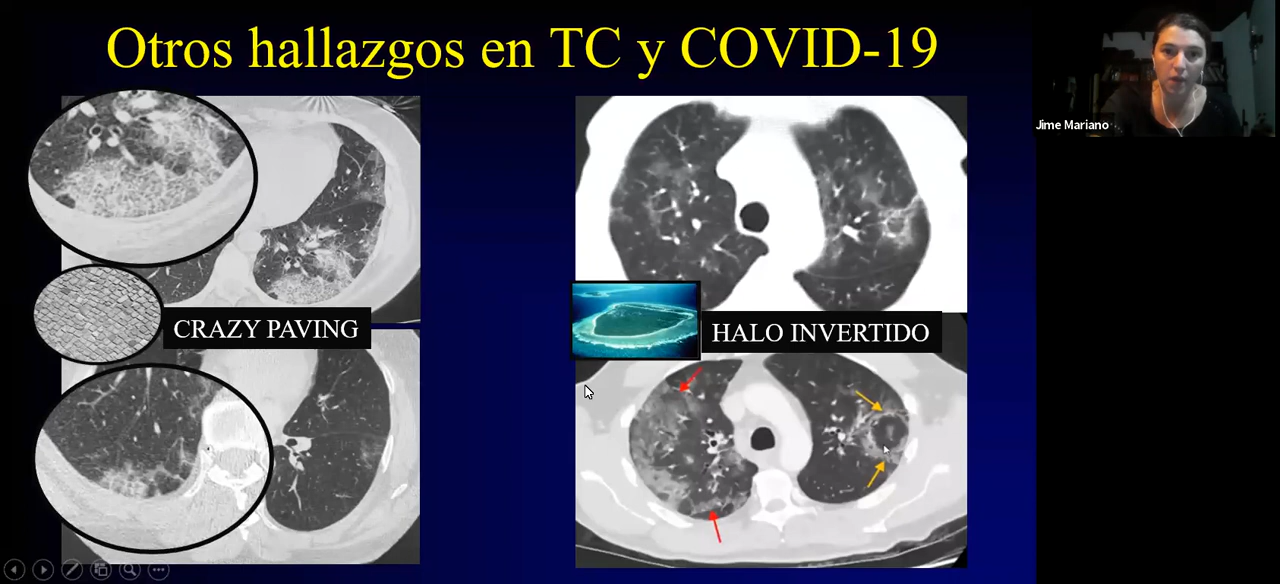 Otros hallazgos en TC y COVID-19
Jime Mariano
CRAZY PAVING
HALO INVERTIDO